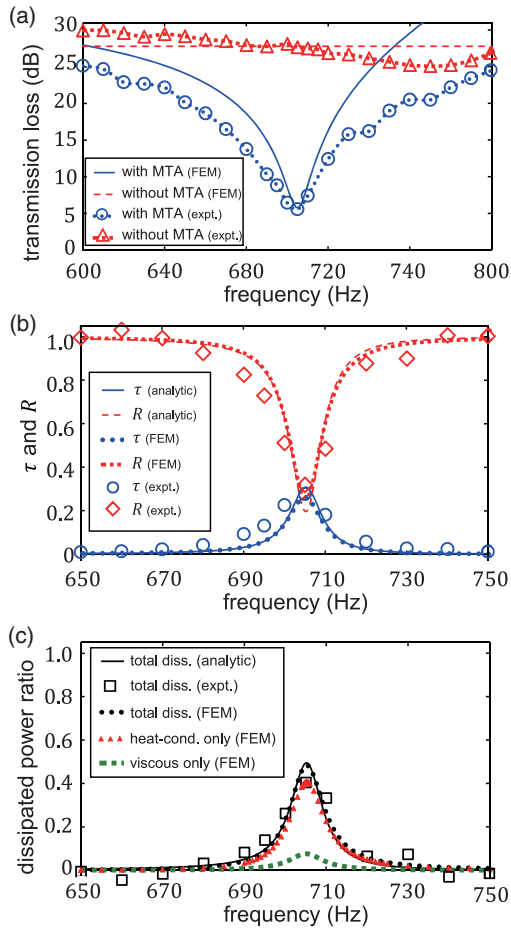 (a)
30
25
20
15
10
5
0
transmission loss (dB)
with MTA (FEM)
without MTA (FEM)
with MTA (expt.)
without MTA (expt.)
600 640 680 720 740 800
frequency (Hz)
(b)
1.0
0.8
0.6
0.4
0.2
0
τ and R
τ (analytic)
R (analytic)
τ (FEM)
R (FEM)
τ (expt.)
R (expt.)
650 670 690 710 730 750
frequency (Hz)
(c)
1.0
0.8
0.6
0.4
0.2
0
dissipated power ratio
total diss. (analytic)
total diss. (expt.)
total diss. (FEM)
heat-cond. only (FEM)
viscous only (FEM)
650 670 690 710 730 750
frequency (Hz)